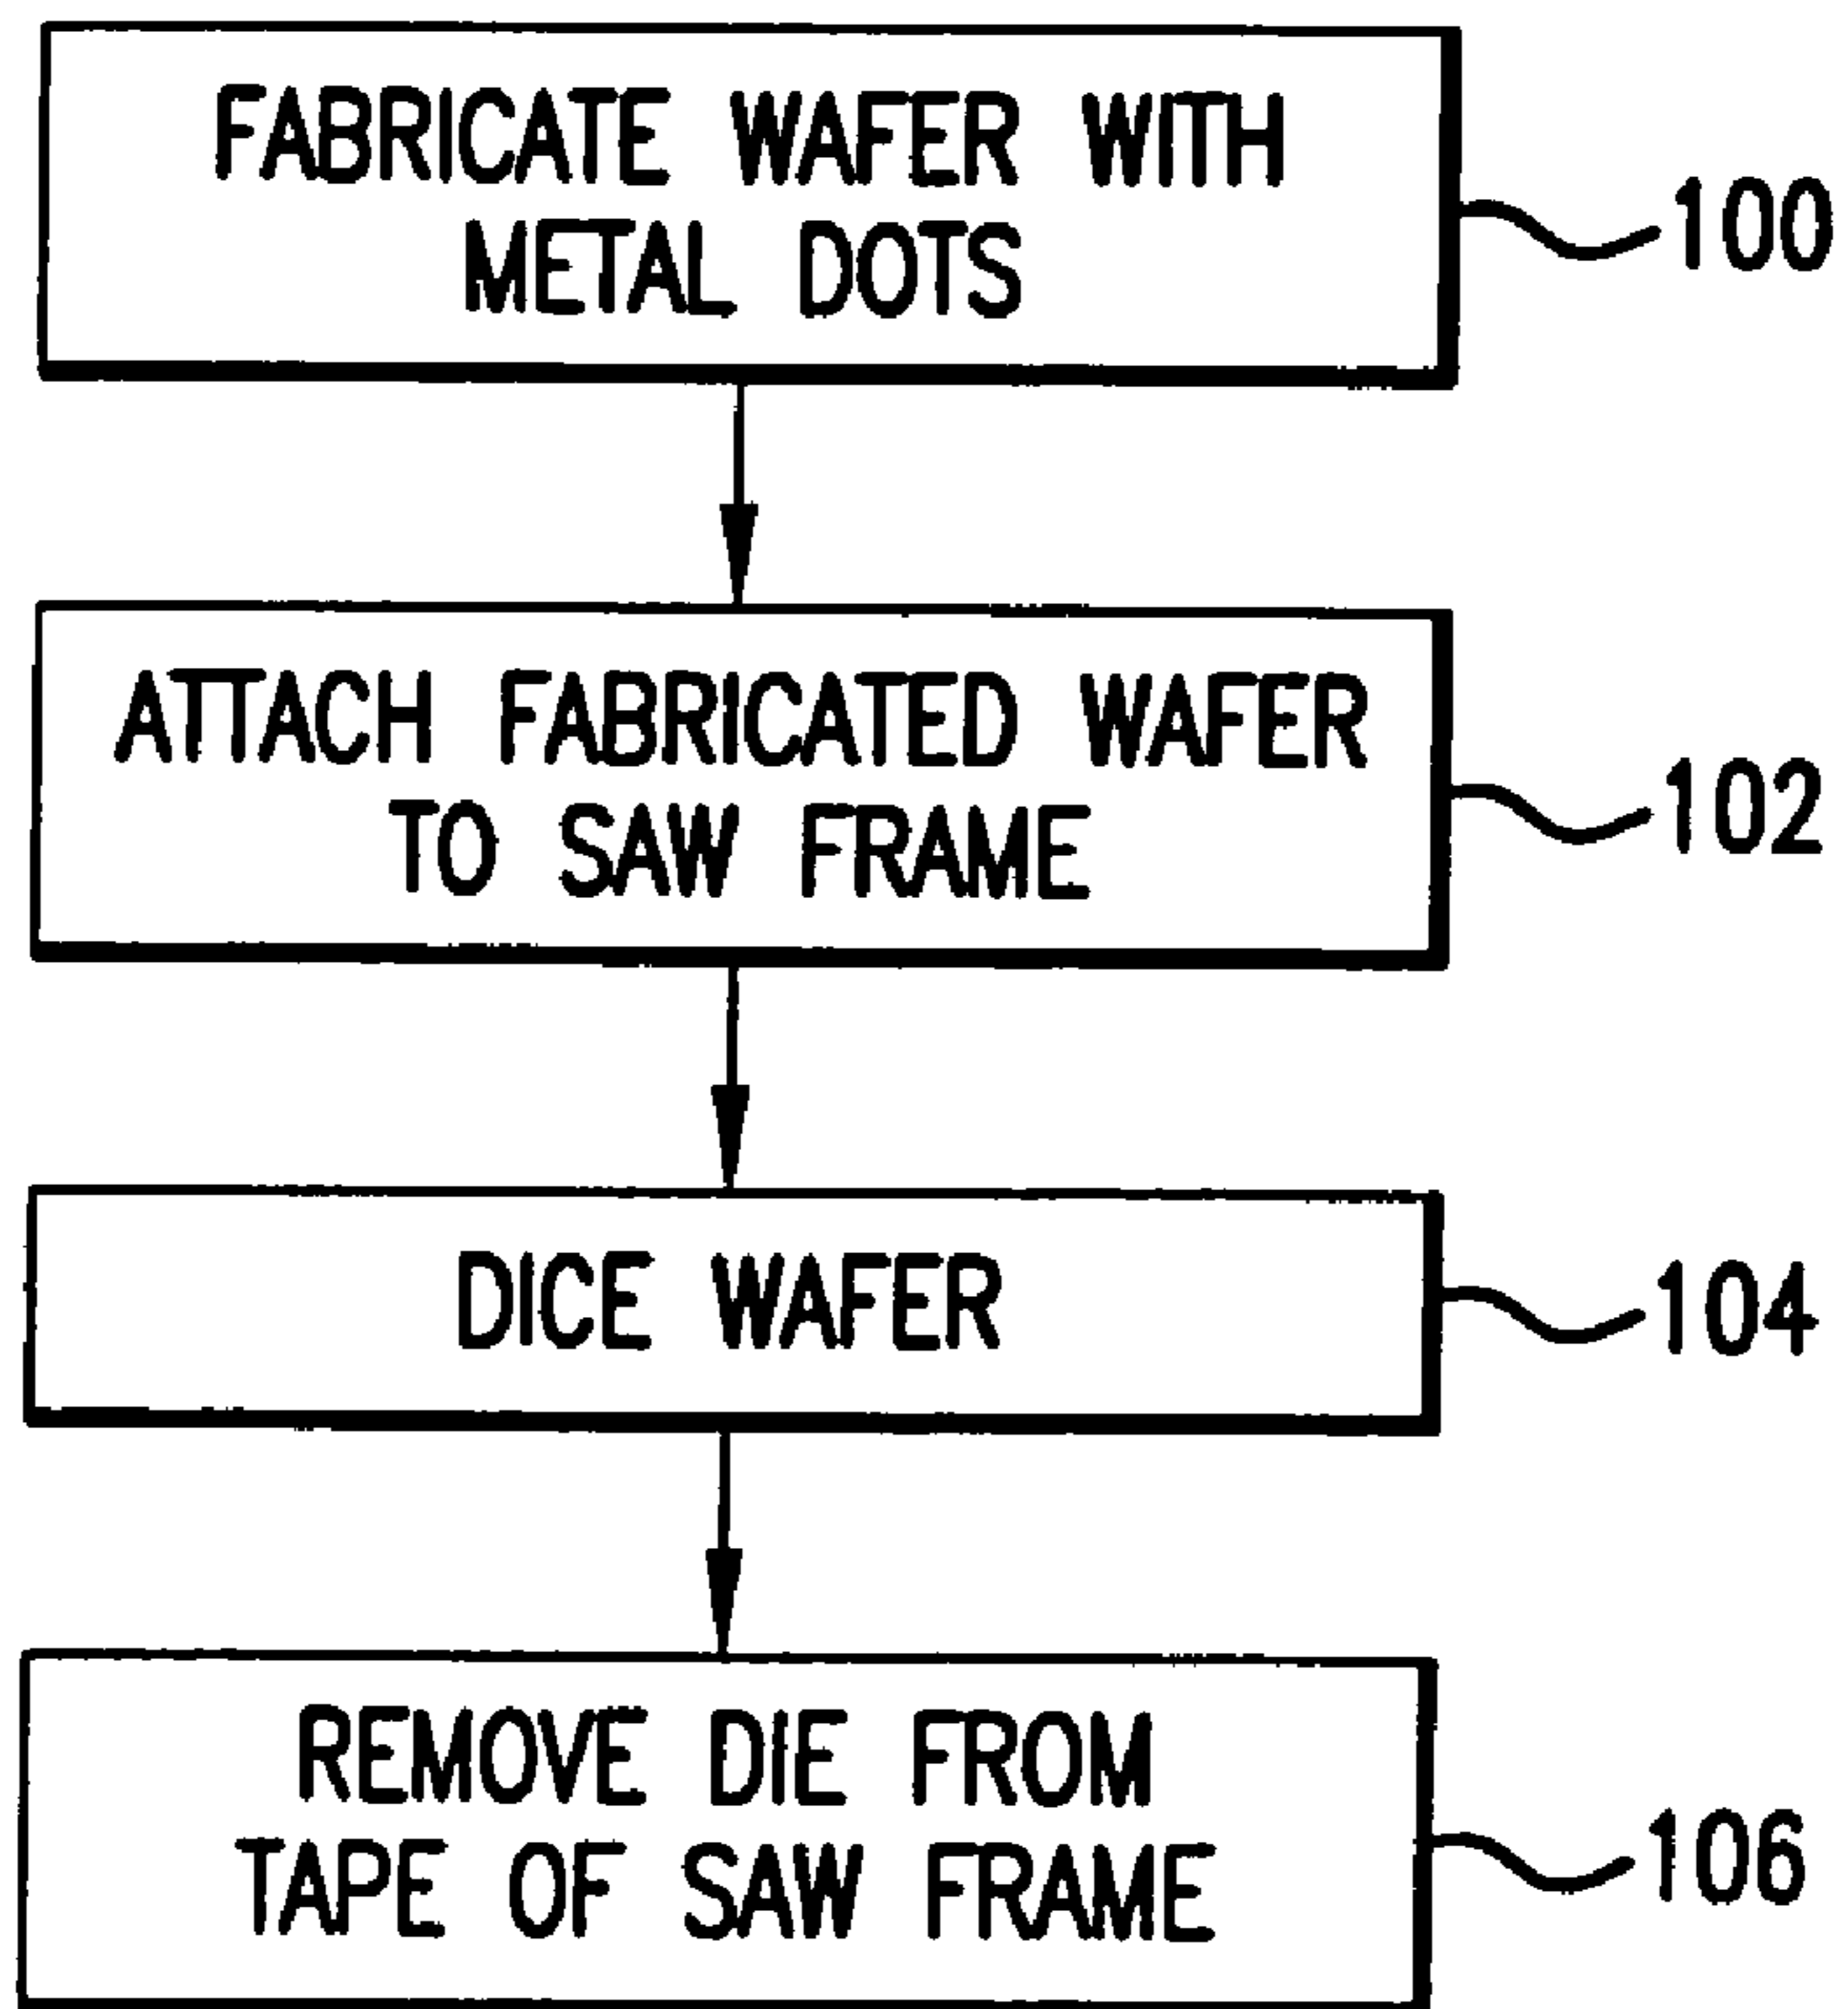 FABRICATE WAFER WITH
METAL DOTS
100
ATTACH FABRICATED WAFER
TO SAW FRAME
102
DICE WAFER
104
REMOVE DIE FROM
TAPE OF SAW FRAME
106